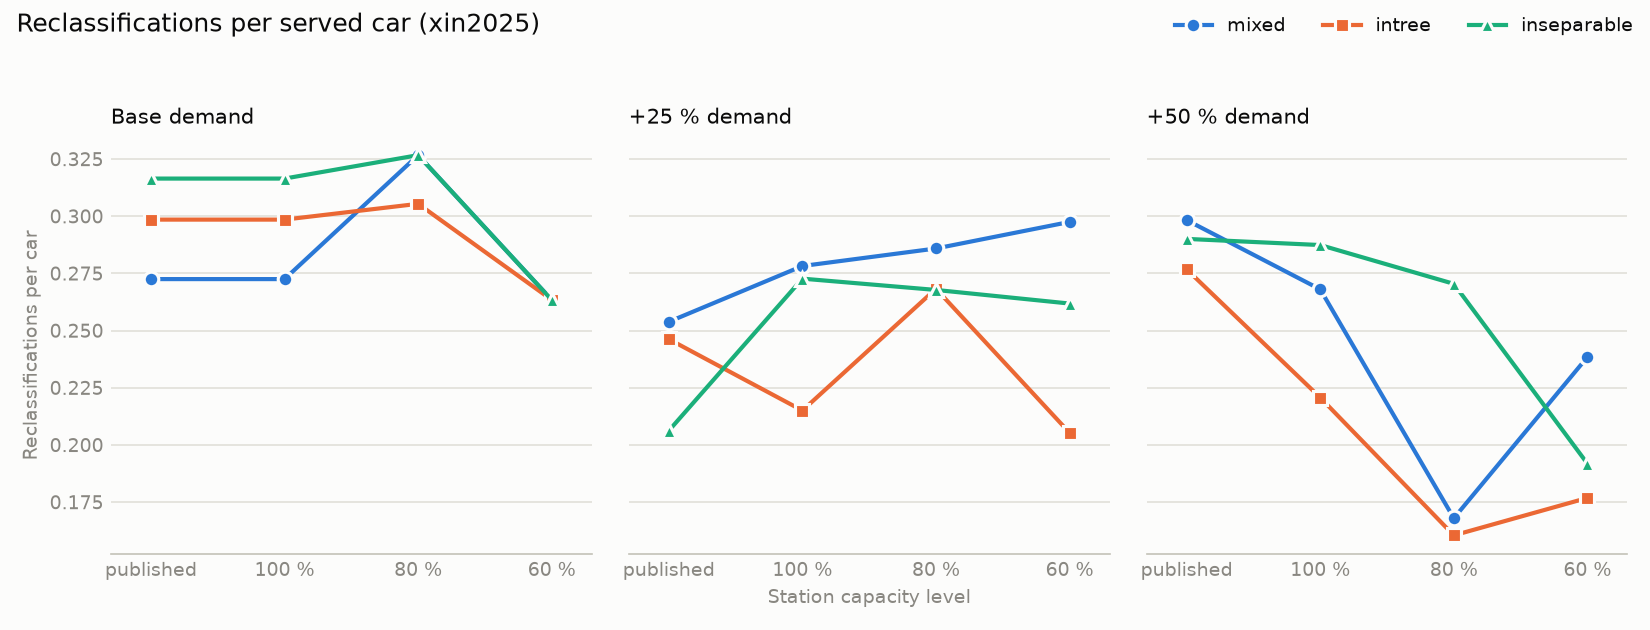 Reclassifications per served car (xin2025)
mixed intree inseparable
Base demand
+25 % demand
+50 % demand
Reclassifications per car
0.325
0.300
0.275
0.250
0.225
0.200
0.175
published 100 % 80 % 60 %
published 100 % 80 % 60 %
published 100 % 80 % 60 %
Station capacity level